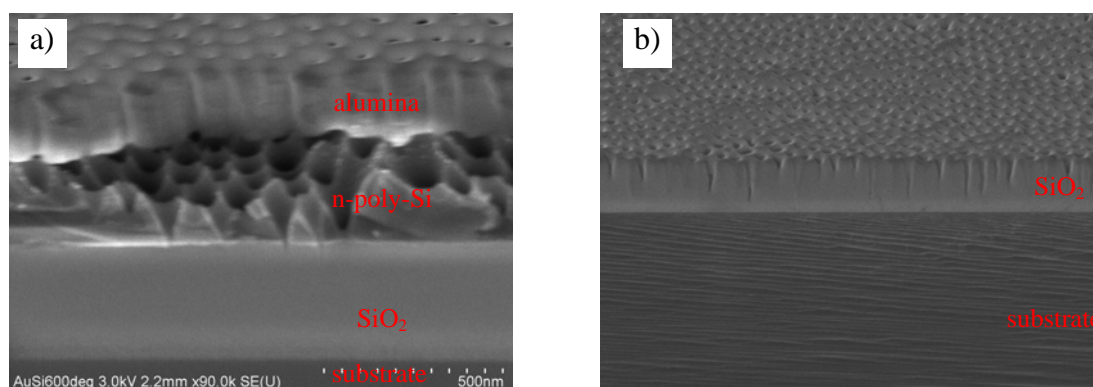 a)
alumina
n-poly-Si
SiO₂
substrate
AuSi600deg 3.0kV 2.2mm x90.0k SE(U)
500nm
b)
SiO₂
substrate